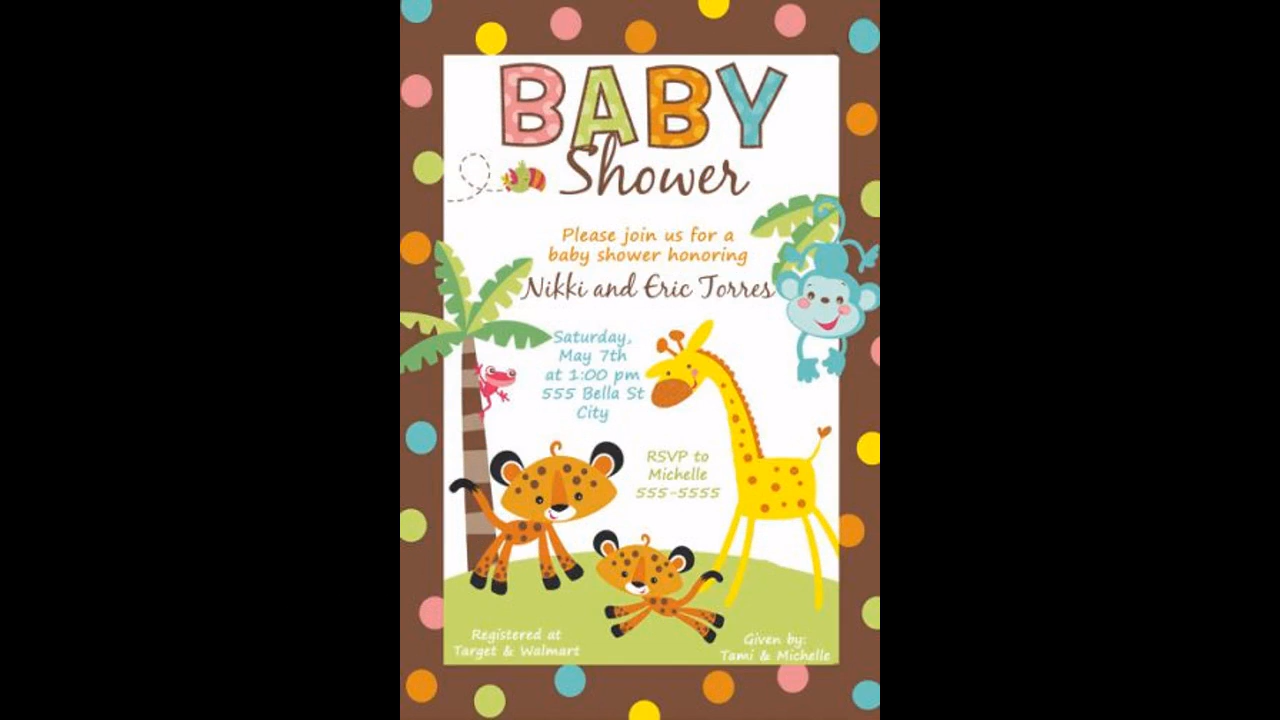 BABY
Shower
Please join us for a
baby shower honoring
Nikki and Eric Torres
Saturday,
May 7th
at 1:00 pm
555 Bella St
City
RSVP to
Michelle
555-5555
Registered at
Target & Walmart
Given by:
Tami & Michelle